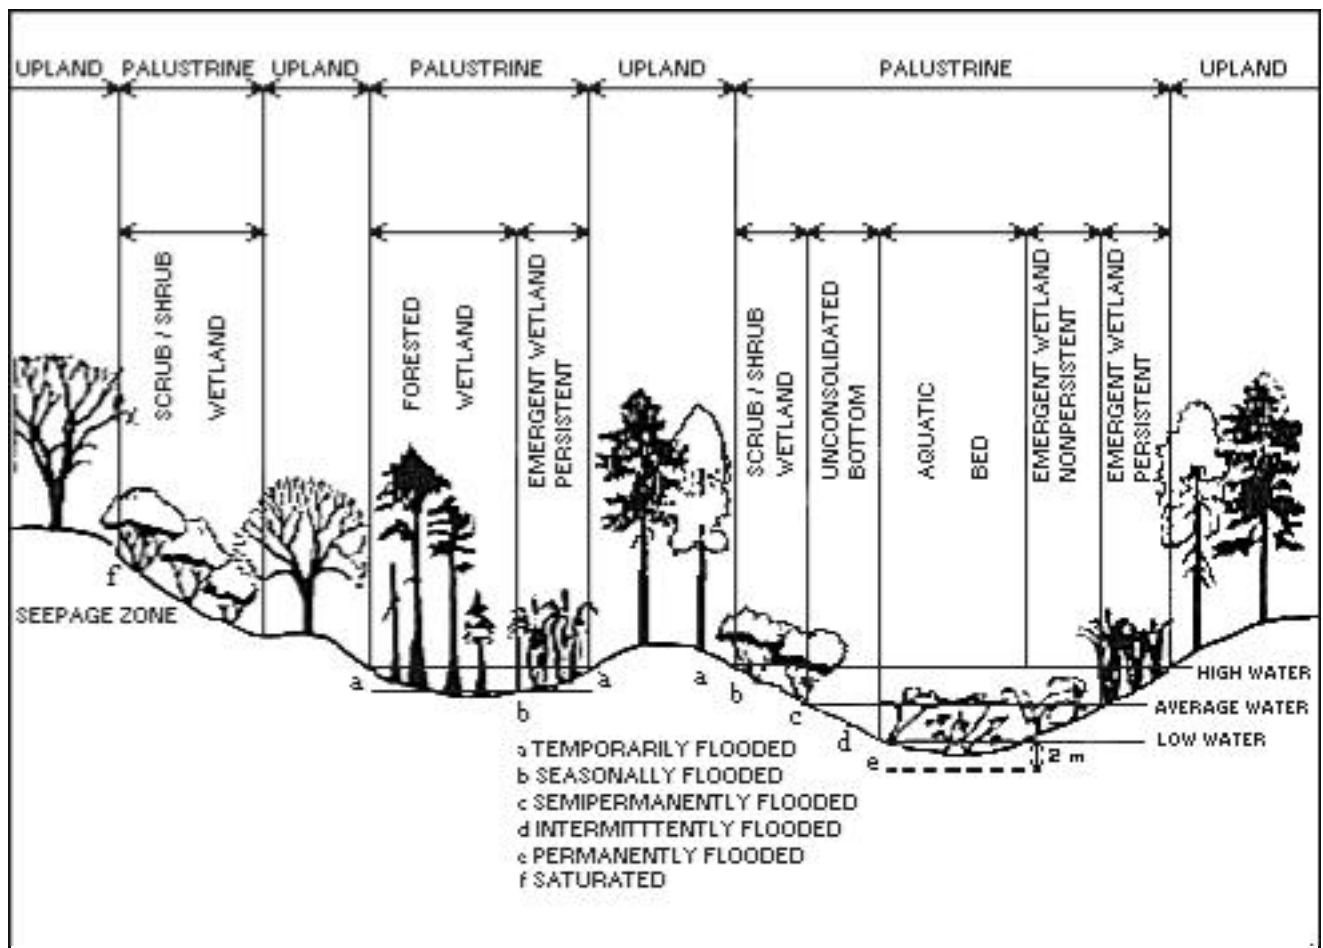 UPLAND PALUSTRINE UPLAND PALUSTRINE UPLAND PALUSTRINE UPLAND
SCRUB / SHRUB
WETLAND
FORESTED
WETLAND
EMERGENT WETLAND
PERSISTENT
SCRUB / SHRUB
WETLAND
UNCONSOLIDATED
BOTTOM
AQUATIC
BED
EMERGENT WETLAND
NONPERSISTENT
EMERGENT WETLAND
PERSISTENT
f
SEEPAGE ZONE
a
b
a
a
b
c
d
e
HIGH WATER
AVERAGE WATER
LOW WATER
2 m
a TEMPORARILY FLOODED
b SEASONALLY FLOODED
c SEMIPERMANENTLY FLOODED
d INTERMITTTENTLY FLOODED
e PERMANENTLY FLOODED
f SATURATED